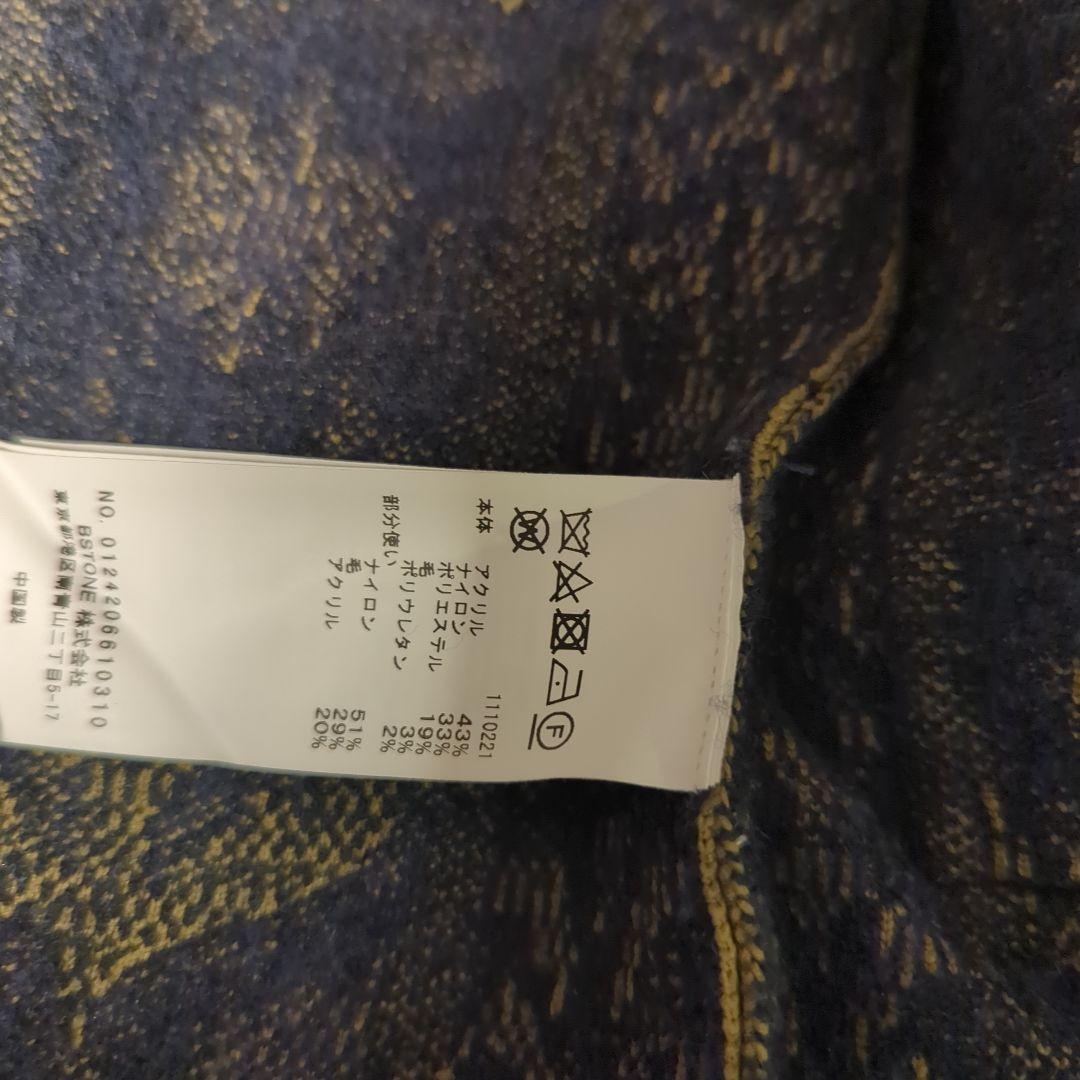 F
W
1110221
本体 アクリル 43%
ナイロン 33%
ポリエステル 19%
毛 3%
ポリウレタン 2%
部分使い ナイロン 51%
毛 29%
アクリル 20%
NO. 0124206610310
BSTONE 株式会社
東京都港区南青山二丁目5-17
中国製